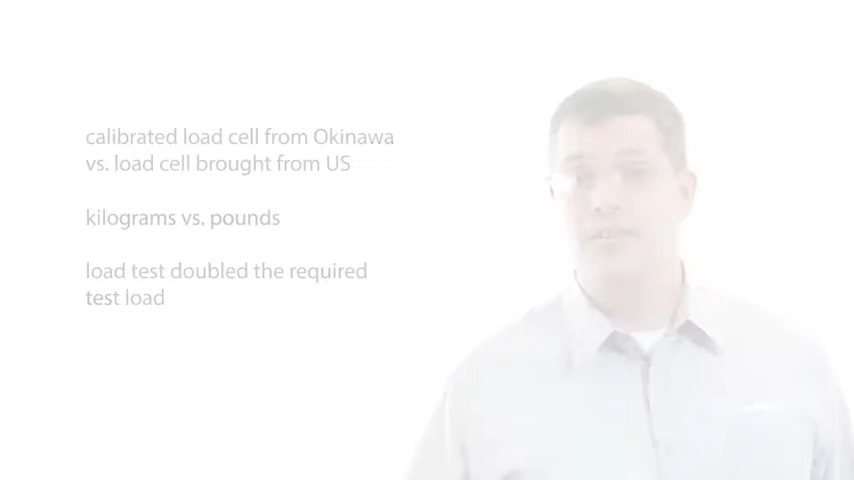 calibrated load cell from Okinawa
vs. load cell brought from US
kilograms vs. pounds
load test doubled the required
test load